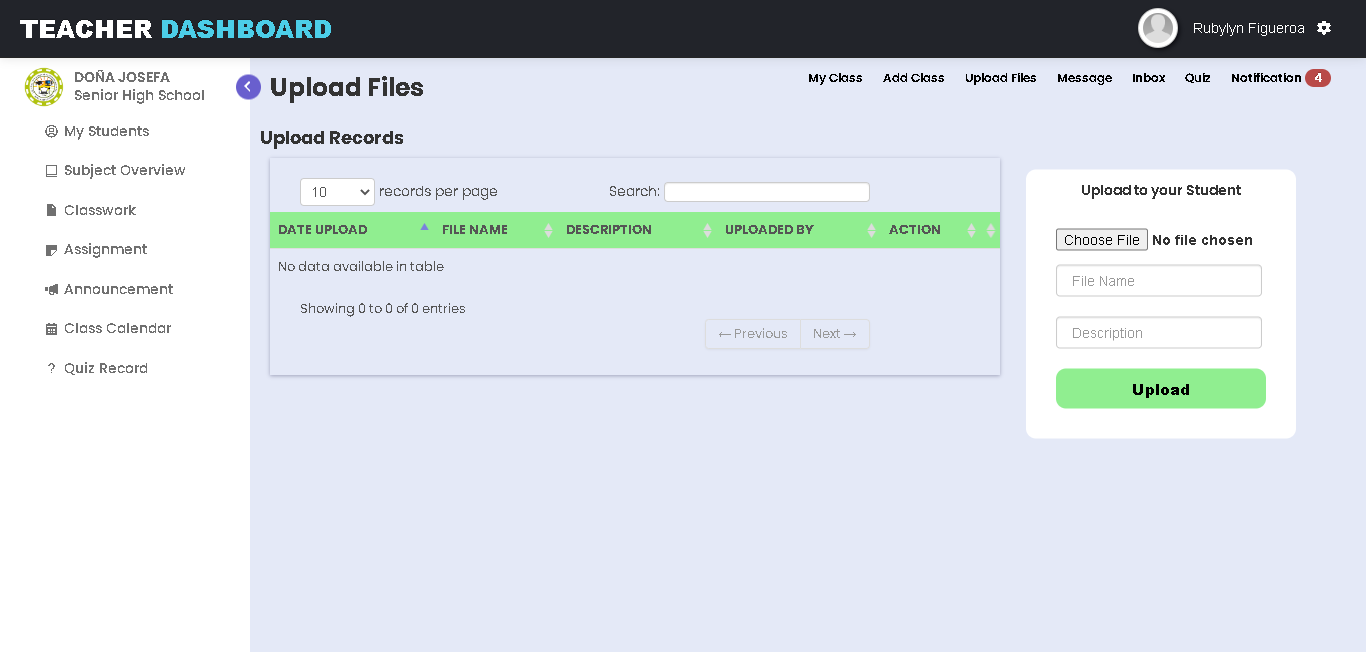 TEACHER DASHBOARD
Rubylyn Figueroa
DOÑA JOSEFA
Senior High School
My Students
Subject Overview
Classwork
Assignment
Announcement
Class Calendar
? Quiz Record
Upload Files
My Class Add Class Upload Files Message Inbox Quiz Notification 4
Upload Records
10 records per page Search:
DATE UPLOAD FILE NAME DESCRIPTION UPLOADED BY ACTION
No data available in table
Showing 0 to 0 of 0 entries
← Previous Next →
Upload to your Student
Choose File No file chosen
File Name
Description
Upload